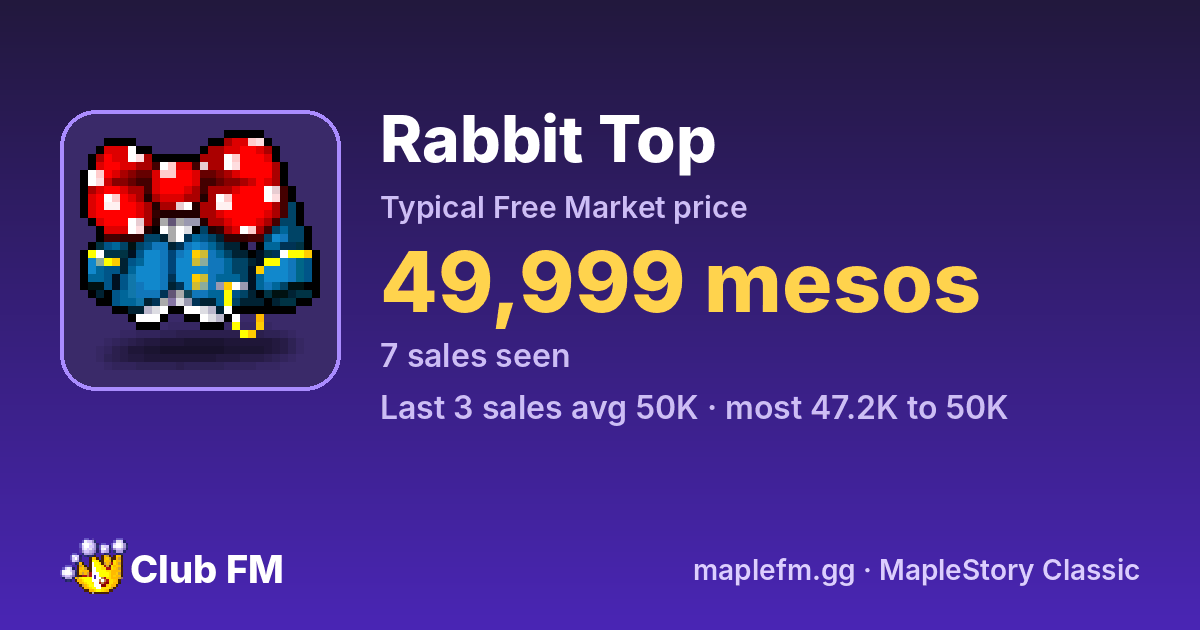 Rabbit Top
Typical Free Market price
49,999 mesos
7 sales seen
Last 3 sales avg 50K · most 47.2K to 50K
Club FM
maplefm.gg · MapleStory Classic